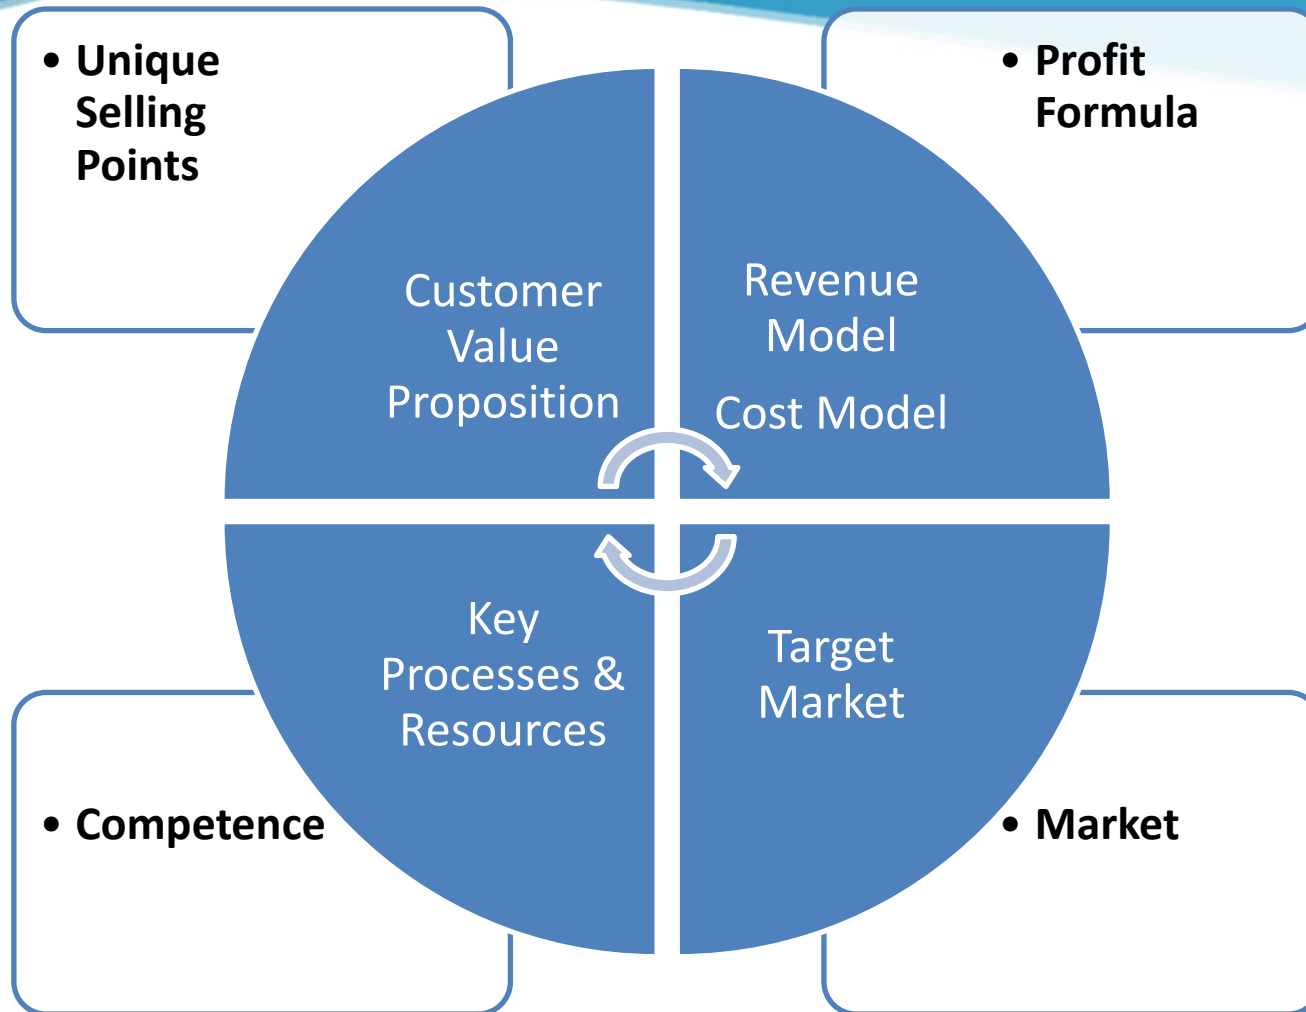 • Unique
Selling
Points
• Profit
Formula
Customer
Value
Proposition
Revenue
Model
Cost Model
Key
Processes &
Resources
Target
Market
• Competence
• Market